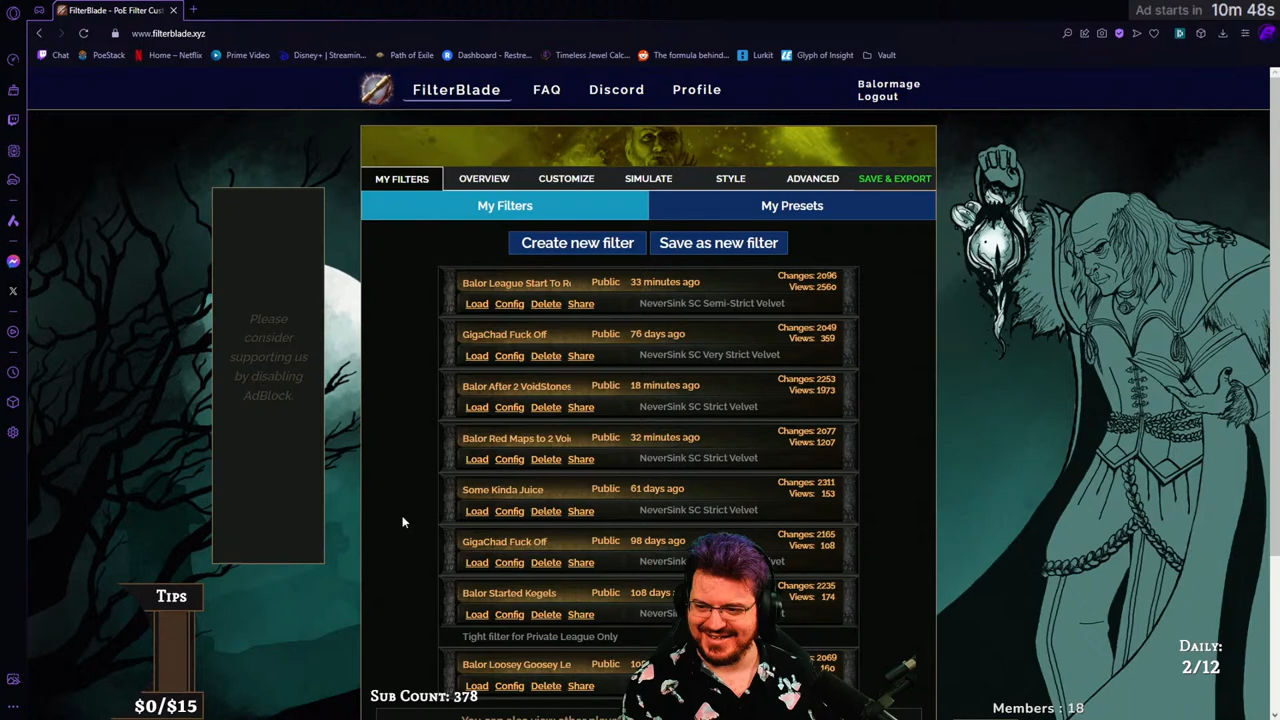 FilterBlade - PoE Filter Cus
Ad starts in 10m 48s
www.filterblade.xyz
Chat PoeStack Home – Netflix Prime Video Disney+ | Streamin... Path of Exile Dashboard - Restre... Timeless Jewel Calc... The formula behind... Lurkit Glyph of Insight Vault
FilterBlade FAQ Discord Profile
Balormage
Logout
MY FILTERS OVERVIEW CUSTOMIZE SIMULATE STYLE ADVANCED SAVE & EXPORT
My Filters My Presets
Create new filter Save as new filter
Balor League Start To R Public 33 minutes ago Changes: 2096
Views: 2560
Load Config Delete Share NeverSink SC Semi-Strict Velvet
GigaChad Fuck Off Public 76 days ago Changes: 2049
Views: 359
Load Config Delete Share NeverSink SC Very Strict Velvet
Balor After 2 VoidStones Public 18 minutes ago Changes: 2253
Views: 1973
Load Config Delete Share NeverSink SC Strict Velvet
Balor Red Maps to 2 Voi Public 32 minutes ago Changes: 2077
Views: 1207
Load Config Delete Share NeverSink SC Strict Velvet
Some Kinda Juice Public 61 days ago Changes: 2311
Views: 153
Load Config Delete Share NeverSink SC Strict Velvet
GigaChad Fuck Off Public 98 days ago Changes: 2165
Views: 108
Load Config Delete Share NeverSink Velvet
Balor Started Kegels Public 108 days Changes: 2235
Views: 174
Load Config Delete Share NeverSi
Tight filter for Private League Only
Balor Loosey Goosey Le Public 2069
Load Config Delete Share
Please
consider
supporting us
by disabling
AdBlock.
Tips
$0/$15
Sub Count: 378
Daily:
2/12
Members : 18